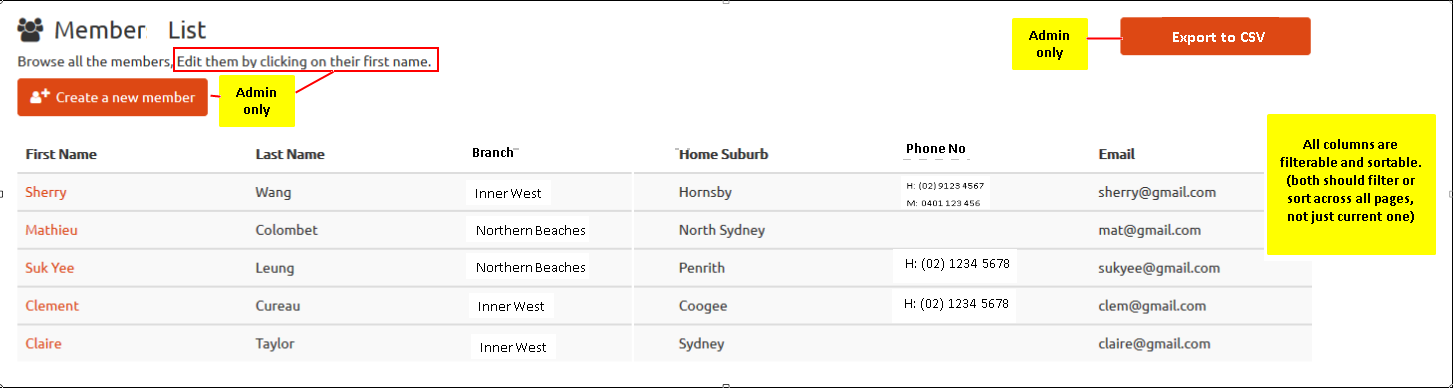 Member List
Browse all the members, Edit them by clicking on their first name.
Create a new member
Admin
only
Admin
only
Export to CSV
All columns are
filterable and sortable.
(both should filter or
sort across all pages,
not just current one)
First Name Last Name Branch Home Suburb Phone No Email
Sherry Wang Inner West Hornsby H: (02) 9123 4567 sherry@gmail.com
M: 0401 123 456
Mathieu Colombet Northern Beaches North Sydney mat@gmail.com
Suk Yee Leung Northern Beaches Penrith H: (02) 1234 5678 sukyee@gmail.com
Clement Cureau Inner West Coogee H: (02) 1234 5678 clem@gmail.com
Claire Taylor Inner West Sydney claire@gmail.com